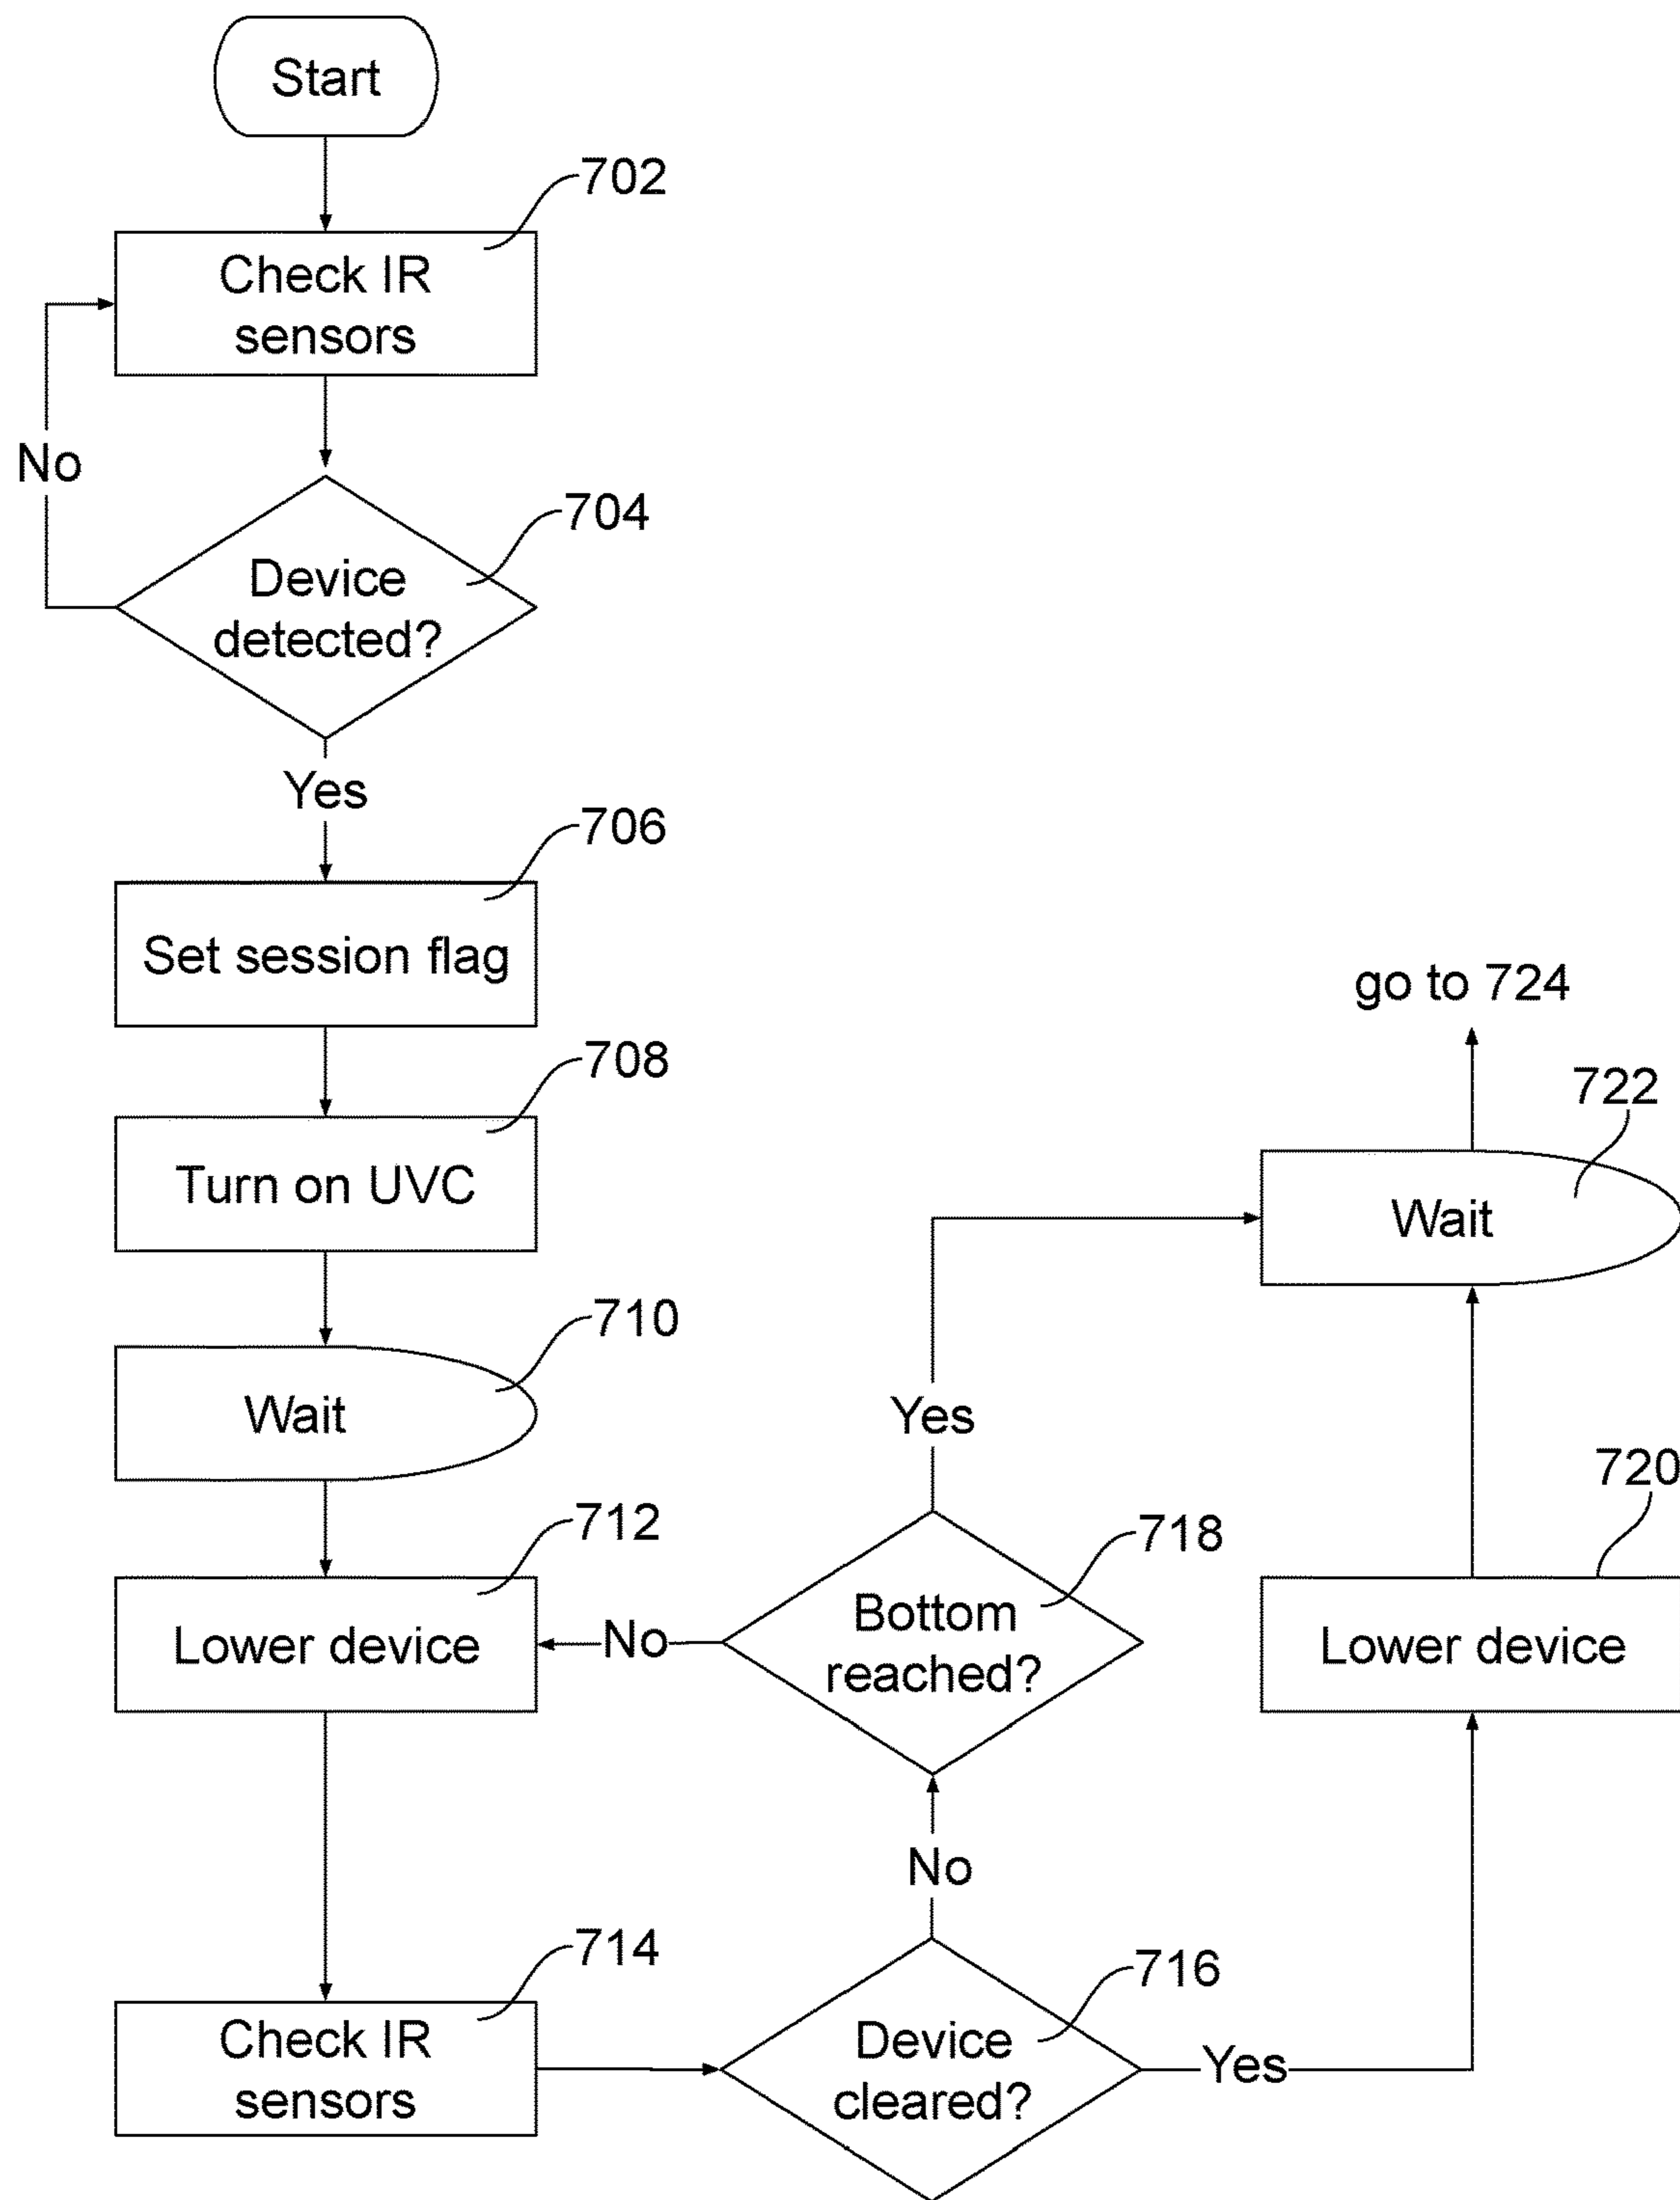 Start
702
Check IR
sensors
No
704
Device
detected?
Yes
706
Set session flag
708
Turn on UVC
710
Wait
712
Lower device
714
Check IR
sensors
716
Device
cleared?
No
718
Bottom
reached?
No
Yes
Yes
720
Lower device
722
Wait
go to 724